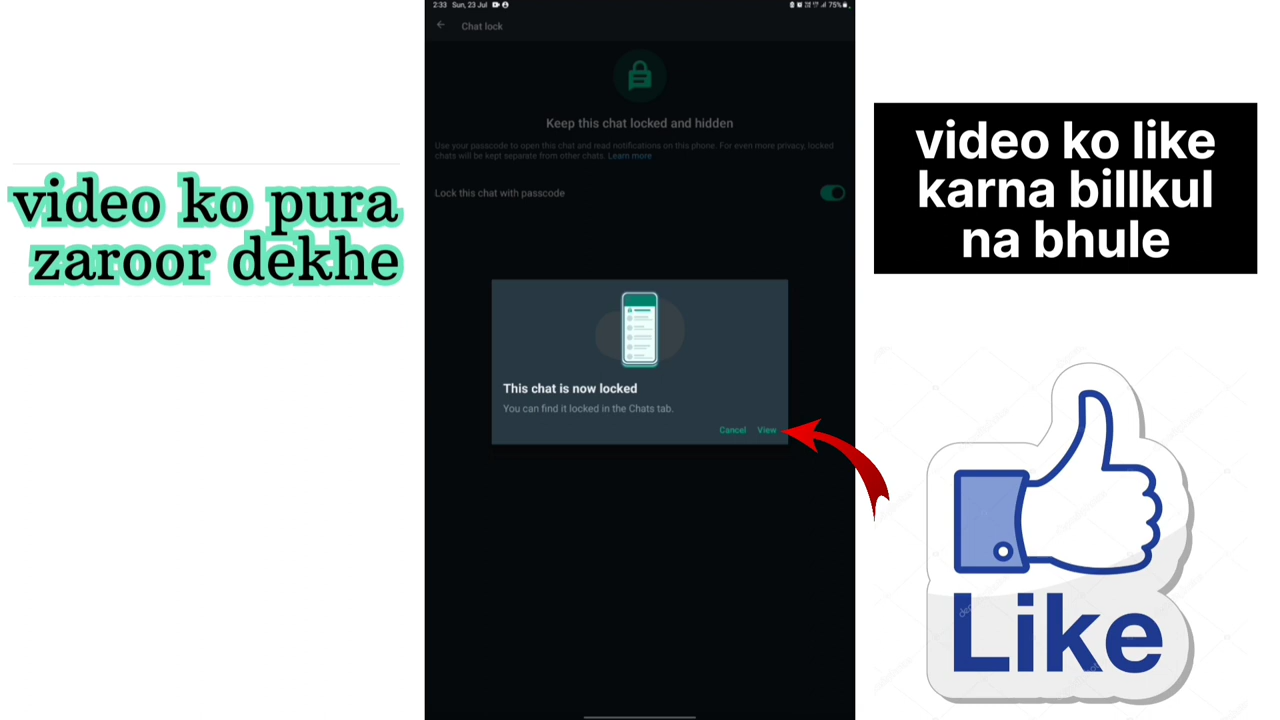 video ko pura
zaroor dekhe
2:33 Sun, 23 Jul
75%
Chat lock
Keep this chat locked and hidden
Use your passcode to open this chat and read notifications on this phone. For even more privacy, locked
chats will be kept separate from other chats. Learn more
Lock this chat with passcode
This chat is now locked
You can find it locked in the Chats tab.
Cancel View
video ko like
karna billkul
na bhule
Like